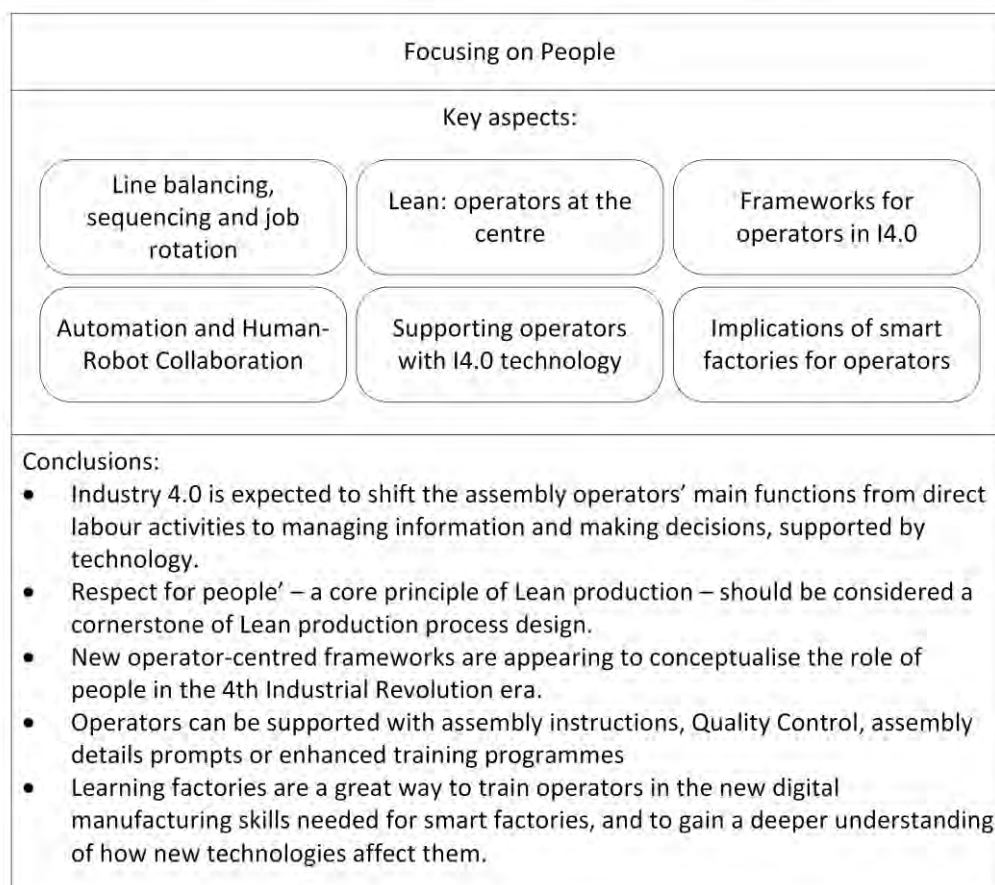 Focusing on People
Key aspects:
Line balancing,
sequencing and job
rotation
Lean: operators at the
centre
Frameworks for
operators in I4.0
Automation and Human-
Robot Collaboration
Supporting operators
with I4.0 technology
Implications of smart
factories for operators
Conclusions:
• Industry 4.0 is expected to shift the assembly operators' main functions from direct
labour activities to managing information and making decisions, supported by
technology.
• Respect for people' – a core principle of Lean production – should be considered a
cornerstone of Lean production process design.
• New operator-centred frameworks are appearing to conceptualise the role of
people in the 4th Industrial Revolution era.
• Operators can be supported with assembly instructions, Quality Control, assembly
details prompts or enhanced training programmes
• Learning factories are a great way to train operators in the new digital
manufacturing skills needed for smart factories, and to gain a deeper understanding
of how new technologies affect them.